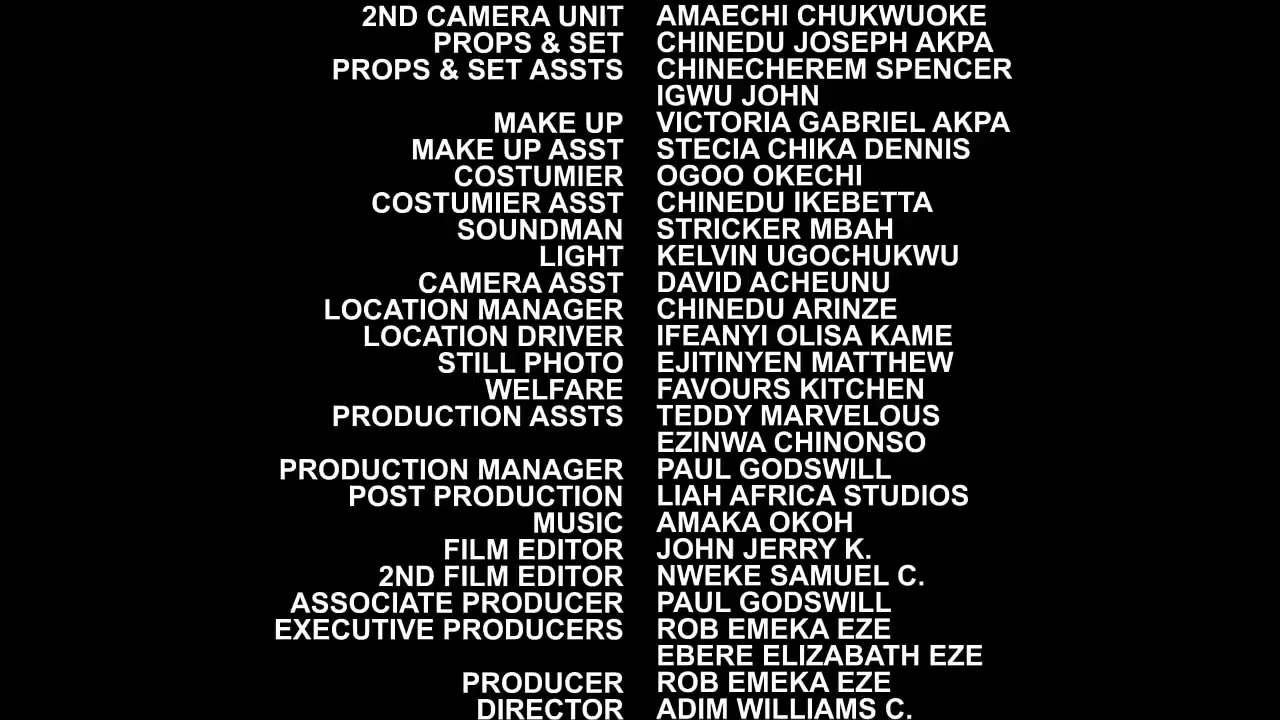 2ND CAMERA UNIT AMAECHI CHUKWUOKE
PROPS & SET CHINEDU JOSEPH AKPA
PROPS & SET ASSTS CHINECHEREM SPENCER
IGWU JOHN
MAKE UP VICTORIA GABRIEL AKPA
MAKE UP ASST STECIA CHIKA DENNIS
COSTUMIER OGOO OKECHI
COSTUMIER ASST CHINEDU IKEBETTA
SOUNDMAN STRICKER MBAH
LIGHT KELVIN UGOCHUKWU
CAMERA ASST DAVID ACHEUNU
LOCATION MANAGER CHINEDU ARINZE
LOCATION DRIVER IFEANYI OLISA KAME
STILL PHOTO EJITINYEN MATTHEW
WELFARE FAVOURS KITCHEN
PRODUCTION ASSTS TEDDY MARVELOUS
EZINWA CHINONSO
PRODUCTION MANAGER PAUL GODSWILL
POST PRODUCTION LIAH AFRICA STUDIOS
MUSIC AMAKA OKOH
FILM EDITOR JOHN JERRY K.
2ND FILM EDITOR NWEKE SAMUEL C.
ASSOCIATE PRODUCER PAUL GODSWILL
EXECUTIVE PRODUCERS ROB EMEKA EZE
EBERE ELIZABATH EZE
PRODUCER ROB EMEKA EZE
DIRECTOR ADIM WILLIAMS C.